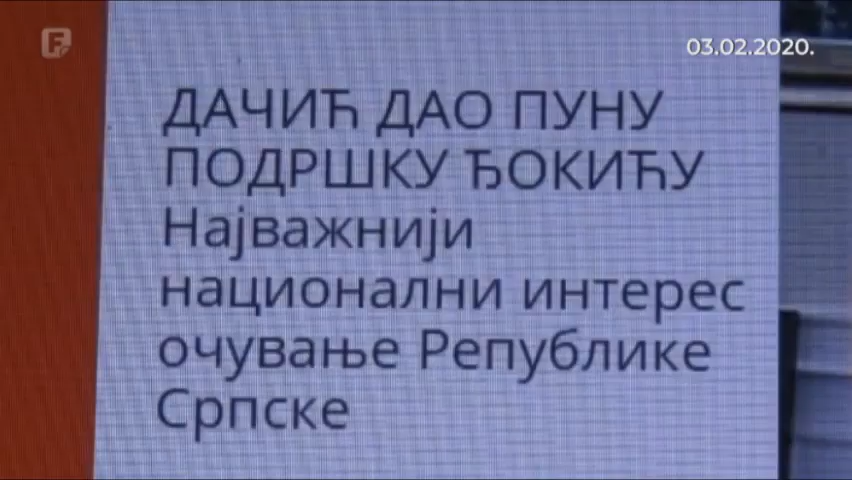 03.02.2020.
ДАЧИЋ ДАО ПУНУ
ПОДРШКУ ЂОКИЋУ
Најважнији
национални интерес
очување Републике
Српске